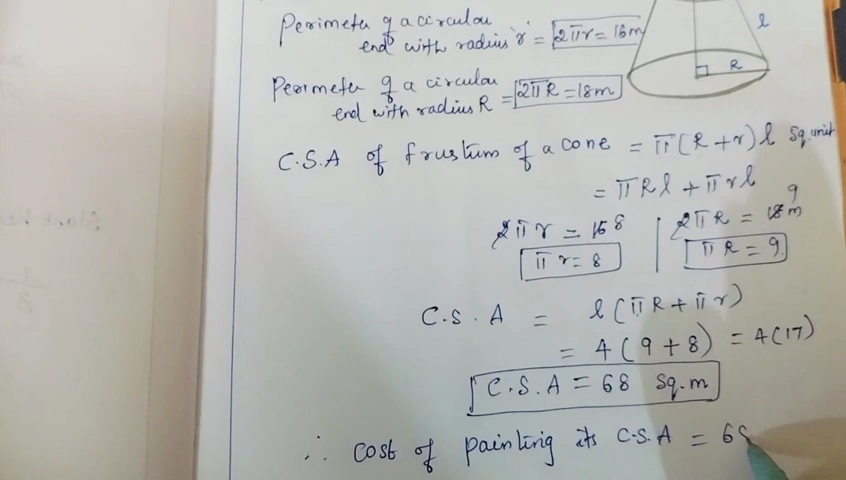 Perimeter of a circular
end with radius 'r' = 2πr = 16m
l
R
Perimeter of a circular
end with radius R = 2πR = 18m
C.S.A of frustum of a cone = π(R+r)l Sq.unit
= πRl + πrl
2πr = 16 8 | 2πR = 18m 9
πr = 8 | πR = 9.
C.S.A = l(πR+πr)
= 4(9+8) = 4(17)
C.S.A = 68 Sq.m
∴ Cost of painting its C.S.A = 68